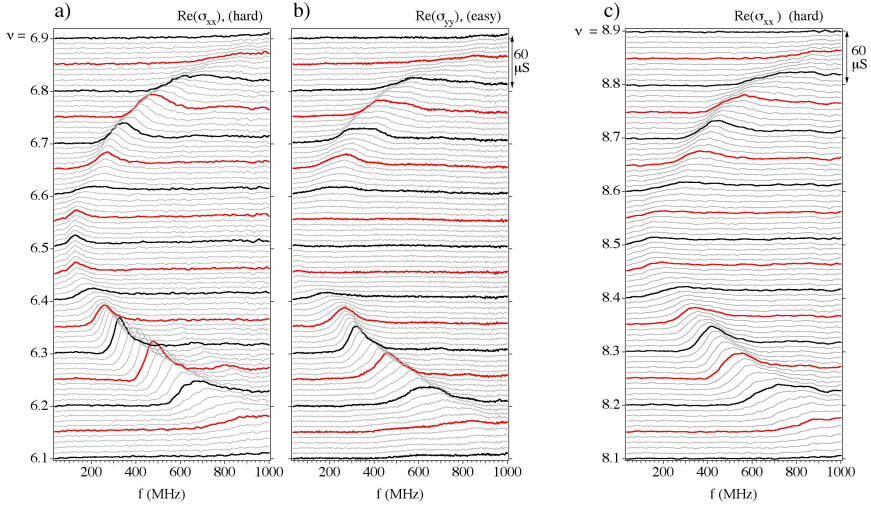 a) Re(σxx), (hard)
b) Re(σyy), (easy)
c) Re(σxx ) (hard)
ν = 6.9
6.8
6.7
6.6
6.5
6.4
6.3
6.2
6.1
200 400 600 800 1000
f (MHz)
60
μS
200 400 600 800 1000
f (MHz)
ν = 8.9
8.8
8.7
8.6
8.5
8.4
8.3
8.2
8.1
60
μS
200 400 600 800 1000
f (MHz)